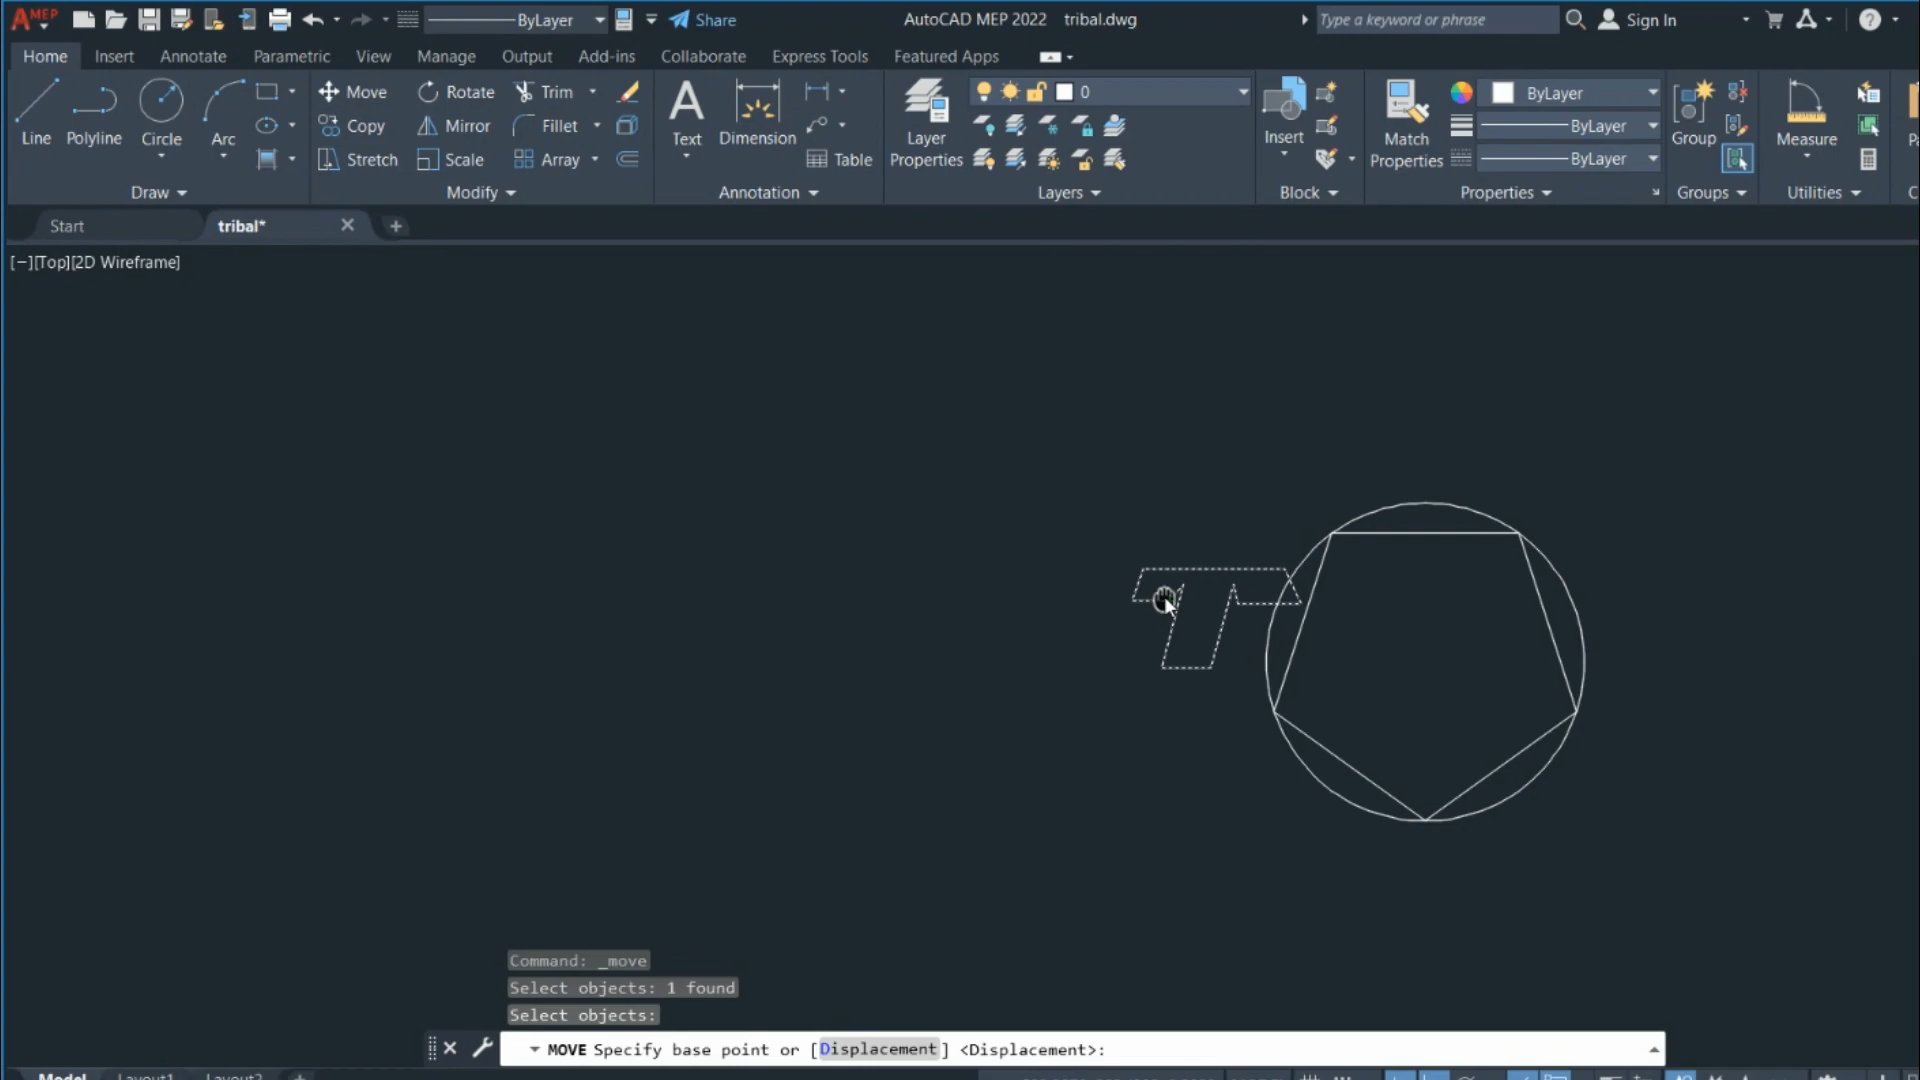 A MEP ByLayer Share AutoCAD MEP 2022 tribal.dwg Type a keyword or phrase Sign In
Home Insert Annotate Parametric View Manage Output Add-ins Collaborate Express Tools Featured Apps
Move Rotate Trim 0 ByLayer
Line Polyline Circle Arc Copy Mirror Fillet Text Dimension Layer Properties Insert Match Properties ByLayer Group Measure
Stretch Scale Array Table ByLayer
Draw Modify Annotation Layers Block Properties Groups Utilities
Start tribal*
[−][Top][2D Wireframe]
Command: _move
Select objects: 1 found
Select objects:
MOVE Specify base point or [Displacement] <Displacement>:
Model Layout1 Layout2